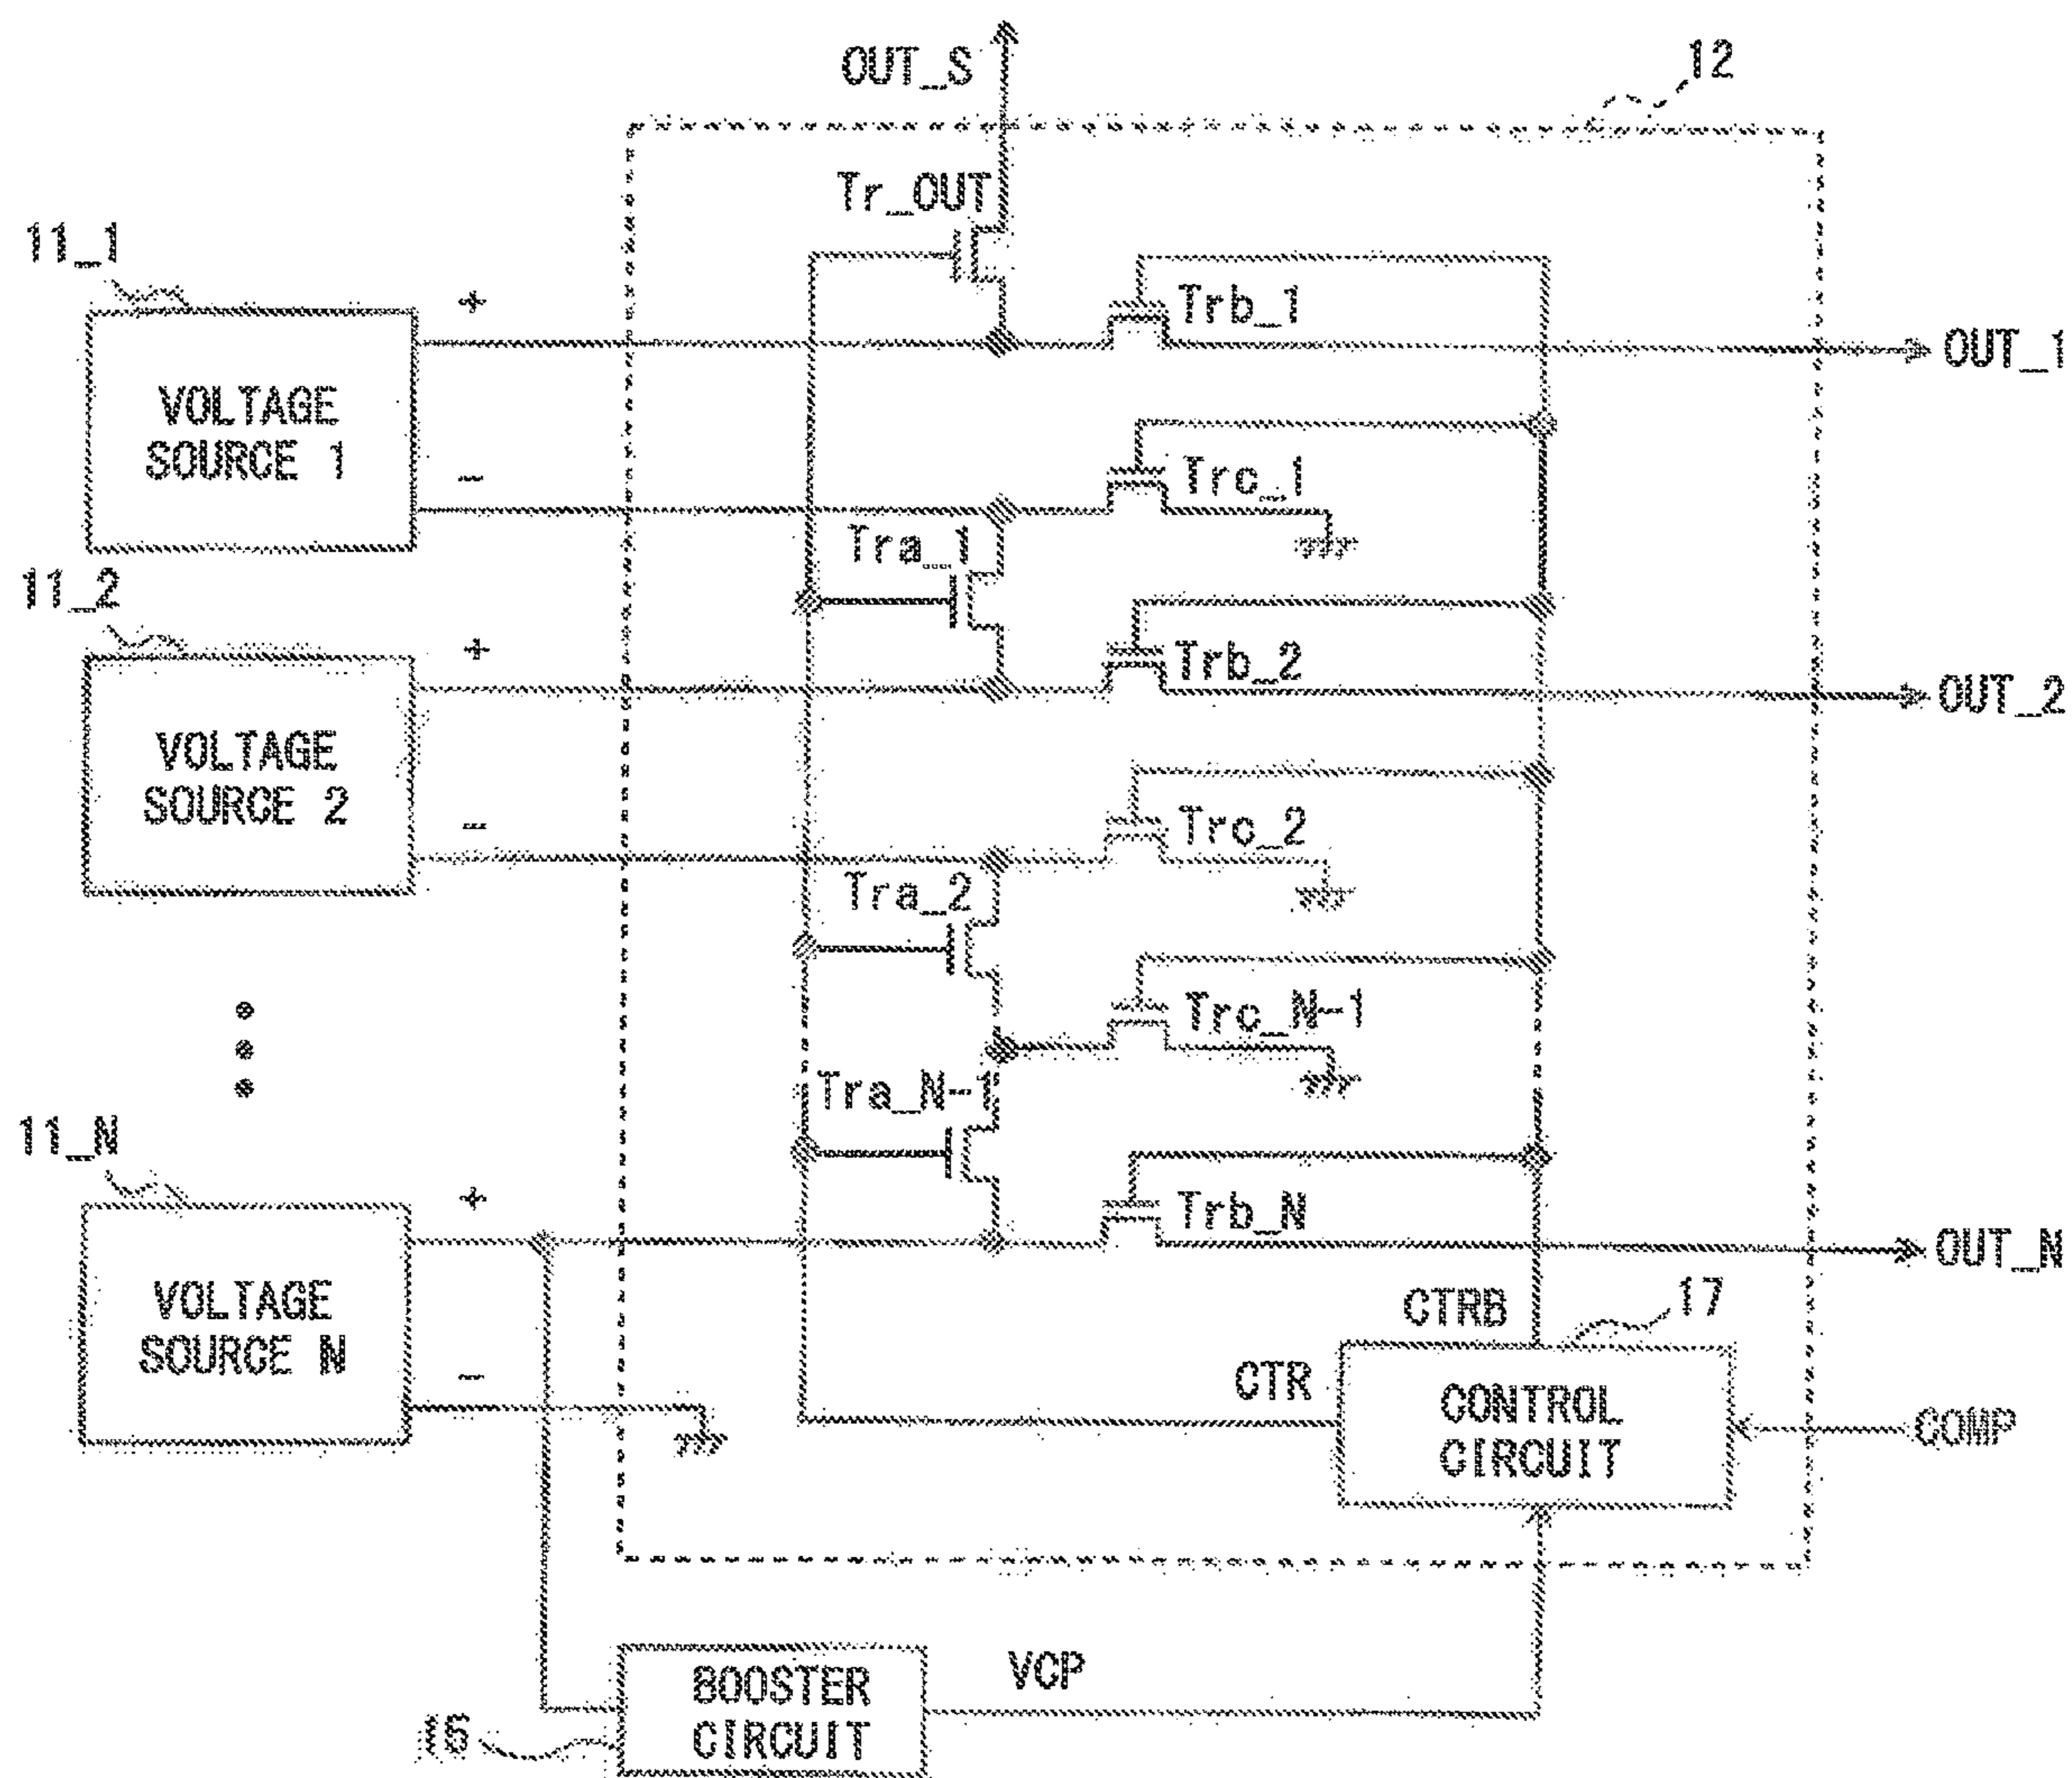 OUT_S
12
Tr_OUT
11_1
+
Trb_1
OUT_1
VOLTAGE
SOURCE 1
-
Trc_1
Tra_1
11_2
+
Trb_2
OUT_2
VOLTAGE
SOURCE 2
-
Trc_2
Tra_2
Trc_N-1
Tra_N-1
11_N
+
Trb_N
OUT_N
VOLTAGE
SOURCE N
-
CTRB
17
CTR
CONTROL
CIRCUIT
COMP
BOOSTER
CIRCUIT
VCP
16